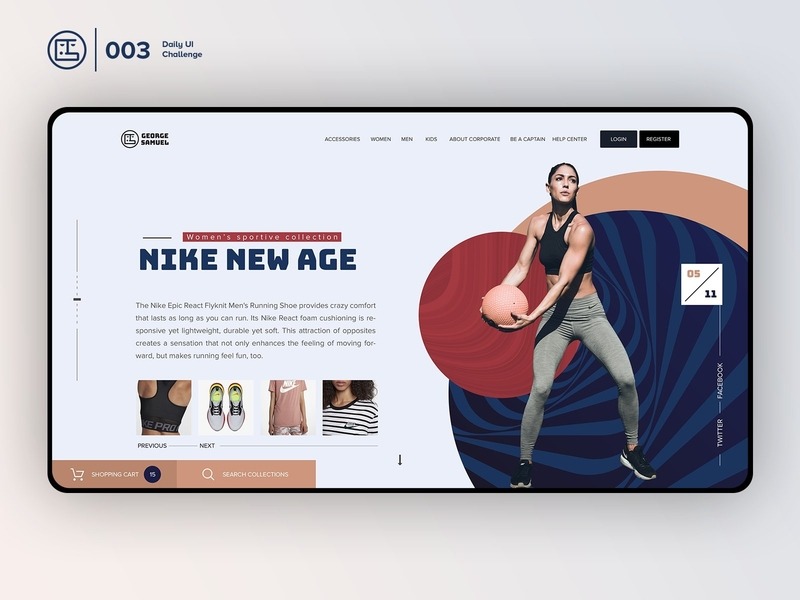 003
Daily UI
Challenge
GEORGE
SAMUEL
ACCESSORIES WOMEN MEN KIDS ABOUT CORPORATE BE A CAPTAIN HELP CENTER LOGIN REGISTER
Women's sportive collection
NIKE NEW AGE
The Nike Epic React Flyknit Men's Running Shoe provides crazy comfort
that lasts as long as you can run. Its Nike React foam cushioning is re-
sponsive yet lightweight, durable yet soft. This attraction of opposites
creates a sensation that not only enhances the feeling of moving for-
ward, but makes running feel fun, too.
PREVIOUS NEXT
SHOPPING CART 15 SEARCH COLLECTIONS
05
11
FACEBOOK
TWITTER